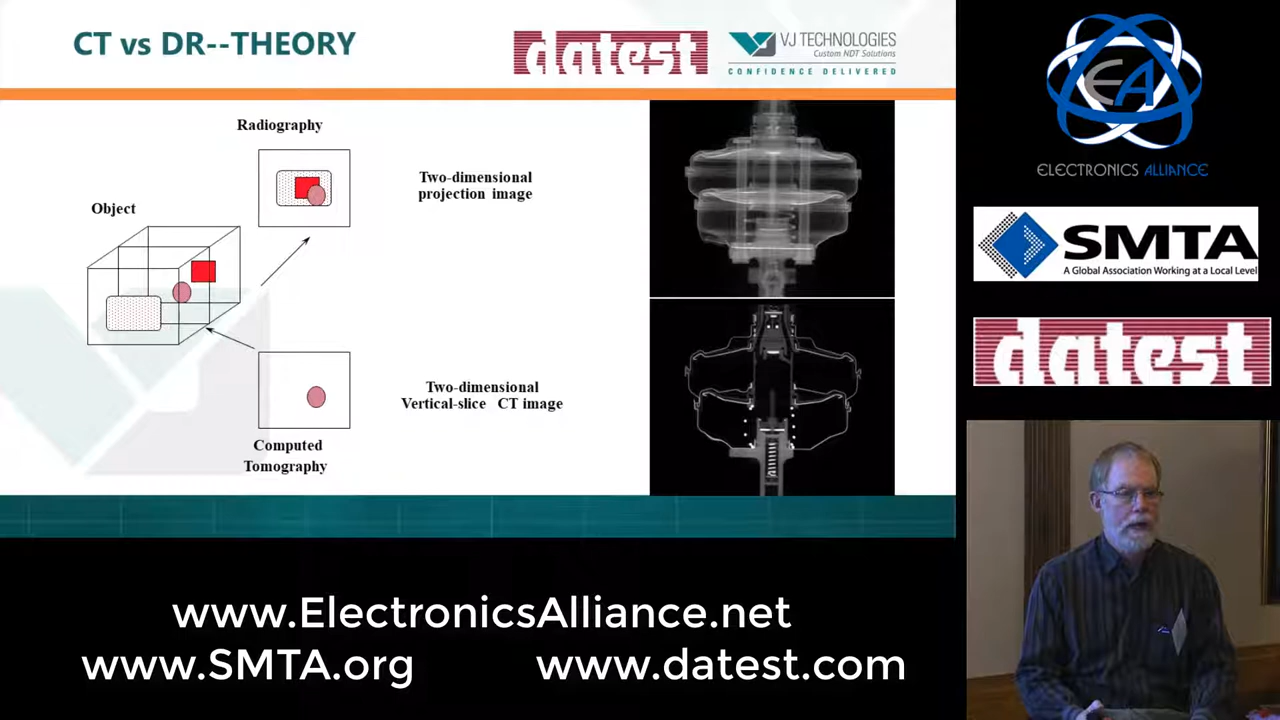 CT vs DR--THEORY
datest
VJ TECHNOLOGIES
Custom NDT Solutions
CONFIDENCE DELIVERED
Radiography
Two-dimensional
projection image
Object
Two-dimensional
Vertical-slice CT image
Computed
Tomography
EA
ELECTRONICS ALLIANCE
SMTA
A Global Association Working at a Local Level
datest
www.ElectronicsAlliance.net
www.SMTA.org
www.datest.com